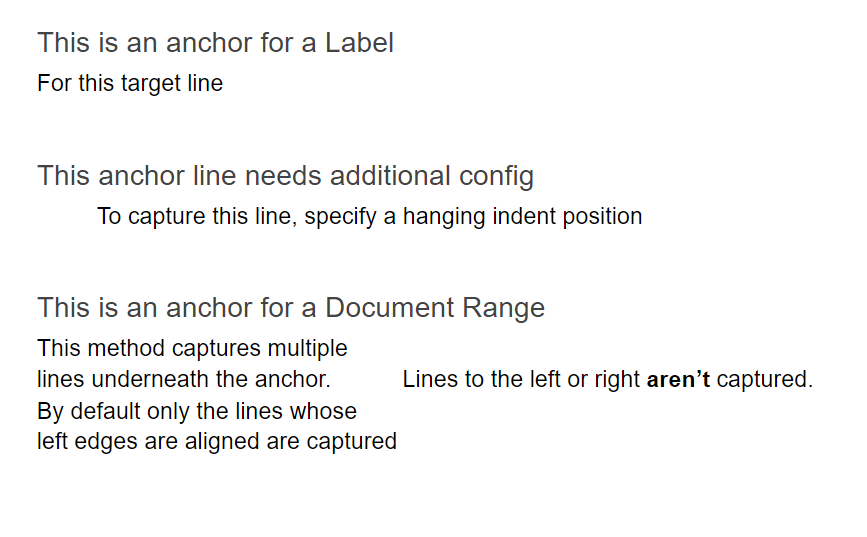 This is an anchor for a Label
For this target line
This anchor line needs additional config
To capture this line, specify a hanging indent position
This is an anchor for a Document Range
This method captures multiple
lines underneath the anchor. Lines to the left or right aren’t captured.
By default only the lines whose
left edges are aligned are captured